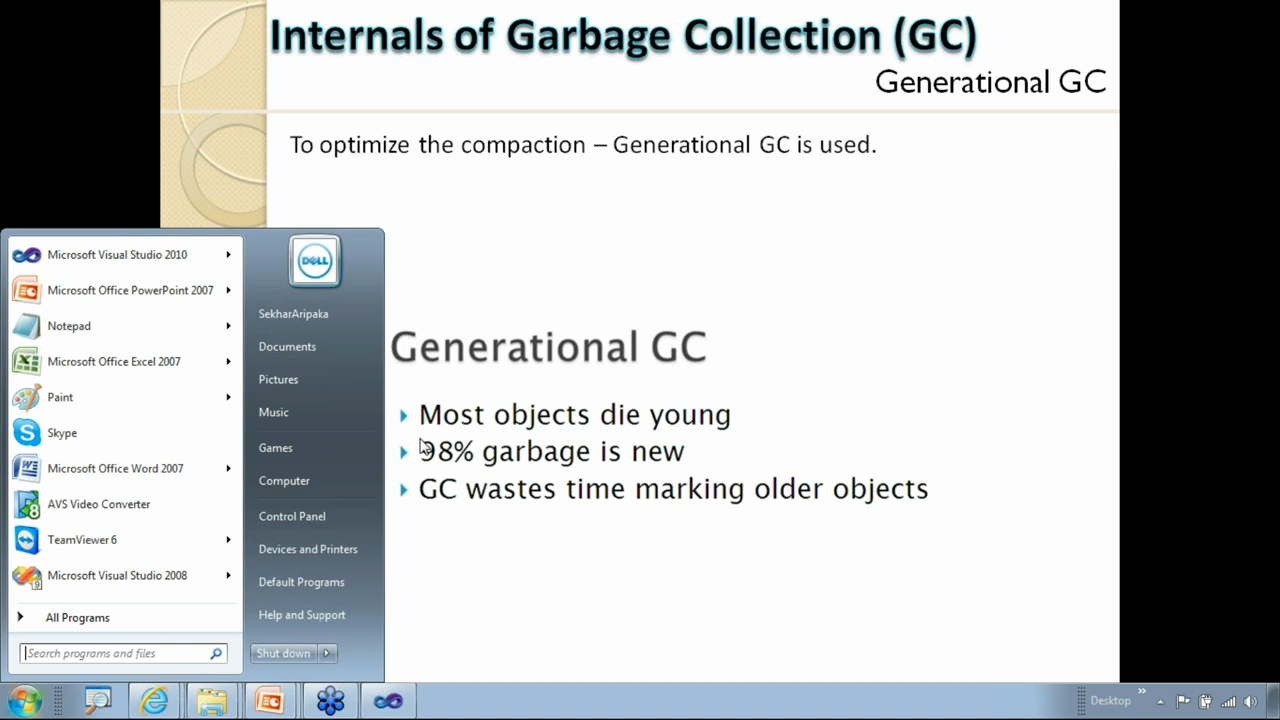 Internals of Garbage Collection (GC)
Generational GC
To optimize the compaction – Generational GC is used.
Generational GC
Most objects die young
98% garbage is new
GC wastes time marking older objects
Microsoft Visual Studio 2010
Microsoft Office PowerPoint 2007
Notepad
Microsoft Office Excel 2007
Paint
Skype
Microsoft Office Word 2007
AVS Video Converter
TeamViewer 6
Microsoft Visual Studio 2008
All Programs
Search programs and files
DELL
SekharAripaka
Documents
Pictures
Music
Games
Computer
Control Panel
Devices and Printers
Default Programs
Help and Support
Shut down
Desktop